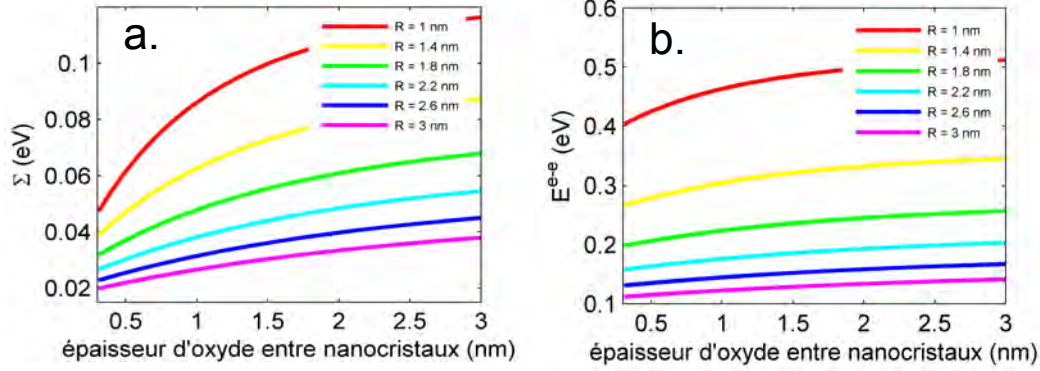 a.
R = 1 nm
R = 1.4 nm
R = 1.8 nm
R = 2.2 nm
R = 2.6 nm
R = 3 nm
0.1
0.08
0.06
0.04
0.02
Σ (eV)
0.5 1 1.5 2 2.5 3
épaisseur d'oxyde entre nanocristaux (nm)
b.
R = 1 nm
R = 1.4 nm
R = 1.8 nm
R = 2.2 nm
R = 2.6 nm
R = 3 nm
0.6
0.5
0.4
0.3
0.2
0.1
E^e-e (eV)
0.5 1 1.5 2 2.5 3
épaisseur d'oxyde entre nanocristaux (nm)